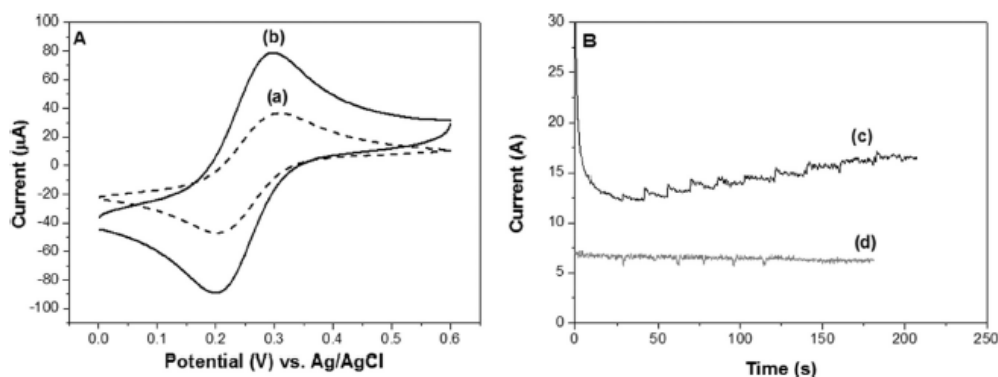 A
(b)
(a)
Current (µA)
100
80
60
40
20
0
-20
-40
-60
-80
-100
0.0 0.1 0.2 0.3 0.4 0.5 0.6
Potential (V) vs. Ag/AgCl
B
(c)
(d)
Current (A)
30
25
20
15
10
5
0
0 50 100 150 200 250
Time (s)